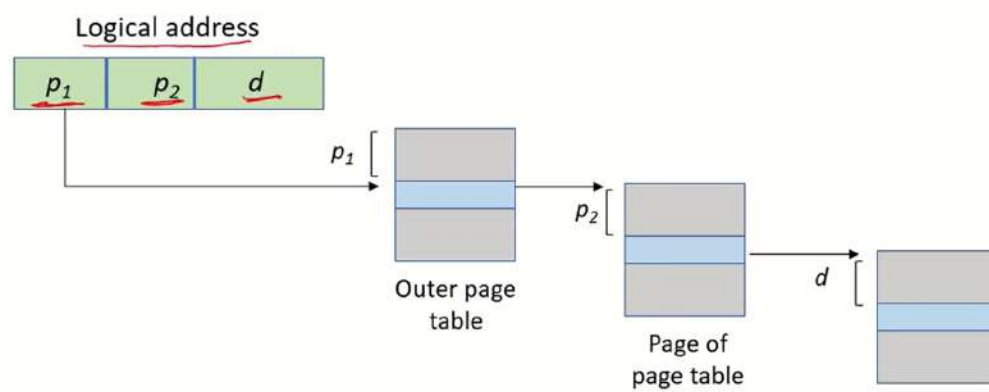 Logical address
p1 p2 d
p1
p2
d
Outer page
table
Page of
page table